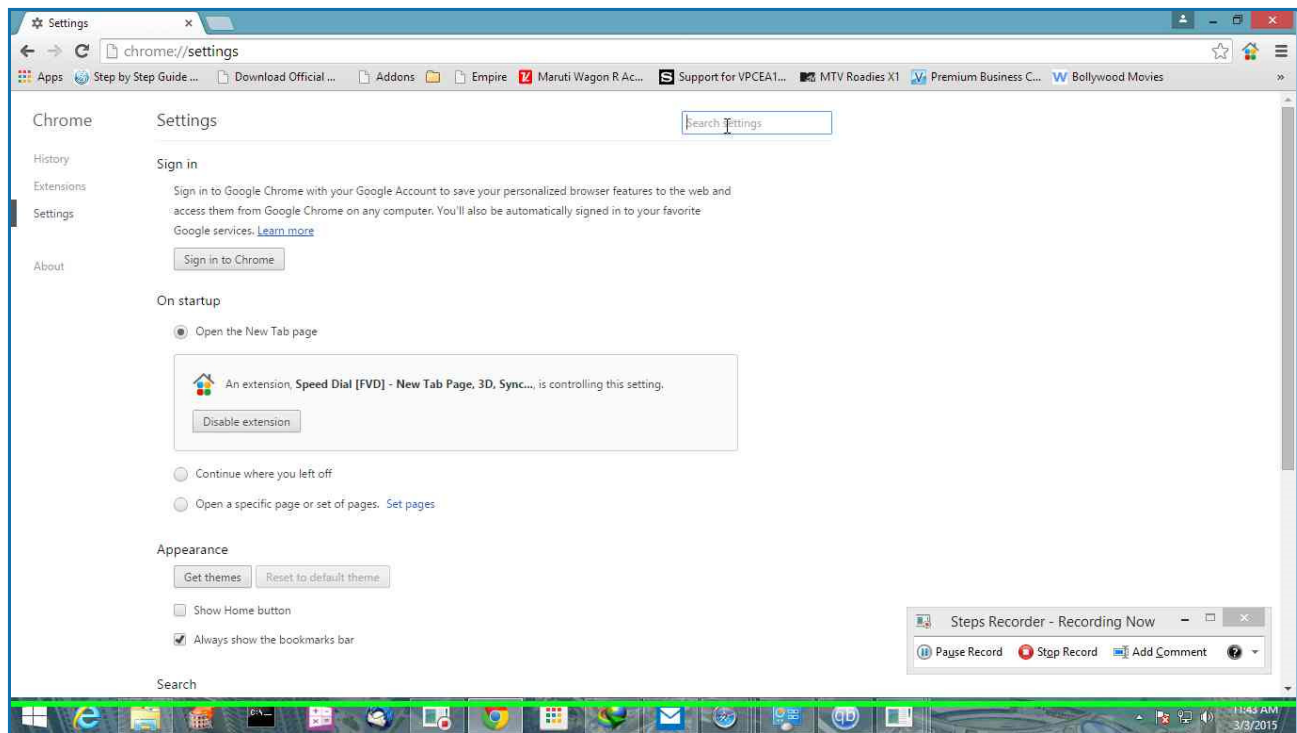 Settings
chrome://settings
Apps Step by Step Guide ... Download Official ... Addons Empire Maruti Wagon R Ac... Support for VPCEA1... MTV Roadies X1 Premium Business C... Bollywood Movies »
Chrome
Settings
Search settings
History
Extensions
Settings
About
Sign in
Sign in to Google Chrome with your Google Account to save your personalized browser features to the web and
access them from Google Chrome on any computer. You'll also be automatically signed in to your favorite
Google services. Learn more
Sign in to Chrome
On startup
Open the New Tab page
An extension, Speed Dial [FVD] - New Tab Page, 3D, Sync..., is controlling this setting.
Disable extension
Continue where you left off
Open a specific page or set of pages. Set pages
Appearance
Get themes Reset to default theme
Show Home button
Always show the bookmarks bar
Search
Steps Recorder - Recording Now
Pause Record Stop Record Add Comment
qb
11:43 AM
3/3/2015